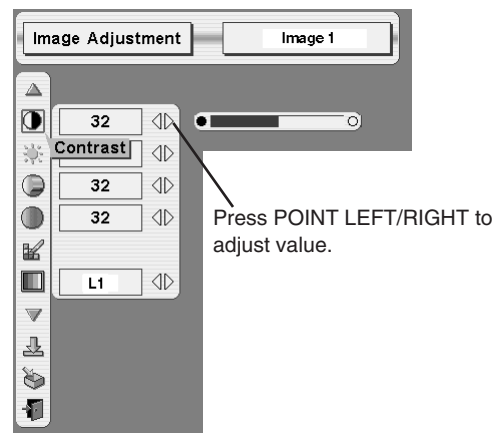 Image Adjustment
Image 1
32
Contrast
32
32
L1
Press POINT LEFT/RIGHT to
adjust value.